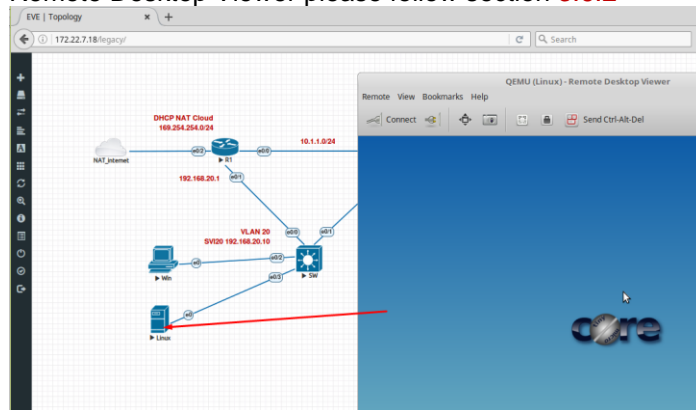 Remote Desktop Viewer please follow section
EVE | Topology
172.22.7.18/legacy/
Search
QEMU (Linux) - Remote Desktop Viewer
Remote View Bookmarks Help
Connect
Send Ctrl-Alt-Del
DHCP NAT Cloud
169.254.254.0/24
10.1.1.0/24
NAT_internet
e0/2
e0/0
R1
192.168.20.1
e0/1
VLAN 20
SVI20 192.168.20.10
e0/0
e0/1
e0
e0/2
Win
SW
e0/3
e0
Linux
core